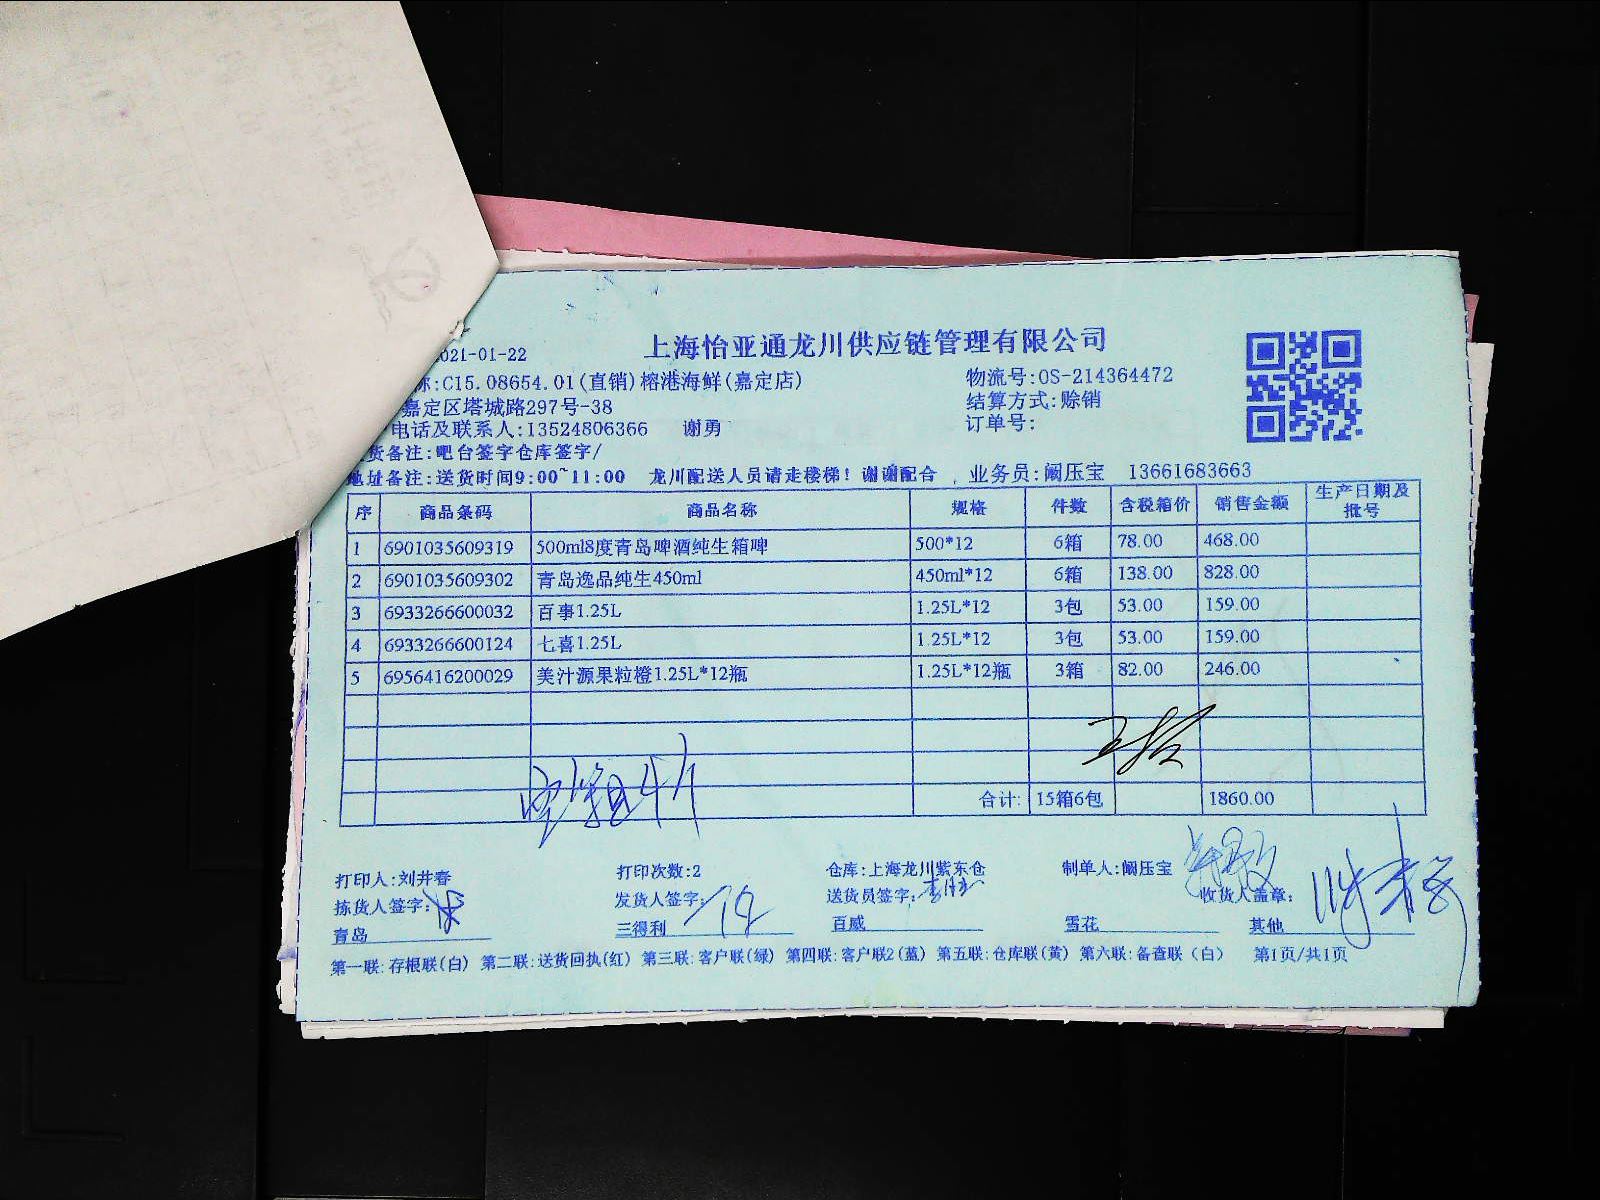 上海怡亚通龙川供应链管理有限公司
021-01-22
称:C15.08654.01(直销)榕港海鲜(嘉定店)
物流号:OS-214364472
嘉定区塔城路297号-38
结算方式:赊销
电话及联系人:13524806366 谢勇
订单号:
货备注:吧台签字仓库签字/
地址备注:送货时间9:00~11:00 龙川配送人员请走楼梯！谢谢配合 , 业务员:阚压宝 13661683663
序 商品条码 商品名称 规格 件数 含税箱价 销售金额 生产日期及批号
1 6901035609319 500ml8度青岛啤酒纯生箱啤 500*12 6箱 78.00 468.00
2 6901035609302 青岛逸品纯生450ml 450ml*12 6箱 138.00 828.00
3 6933266600032 百事1.25L 1.25L*12 3包 53.00 159.00
4 6933266600124 七喜1.25L 1.25L*12 3包 53.00 159.00
5 6956416200029 美汁源果粒橙1.25L*12瓶 1.25L*12瓶 3箱 82.00 246.00
合计: 15箱6包 1860.00
打印人:刘井春 打印次数:2 仓库:上海龙川紫东仓 制单人:阚压宝
拣货人签字: 发货人签字: 送货员签字: 收货人盖章:
青岛 三得利 百威 雪花 其他
第一联:存根联(白) 第二联:送货回执(红) 第三联:客户联(绿) 第四联:客户联2(蓝) 第五联:仓库联(黄) 第六联:备查联（白） 第1页/共1页